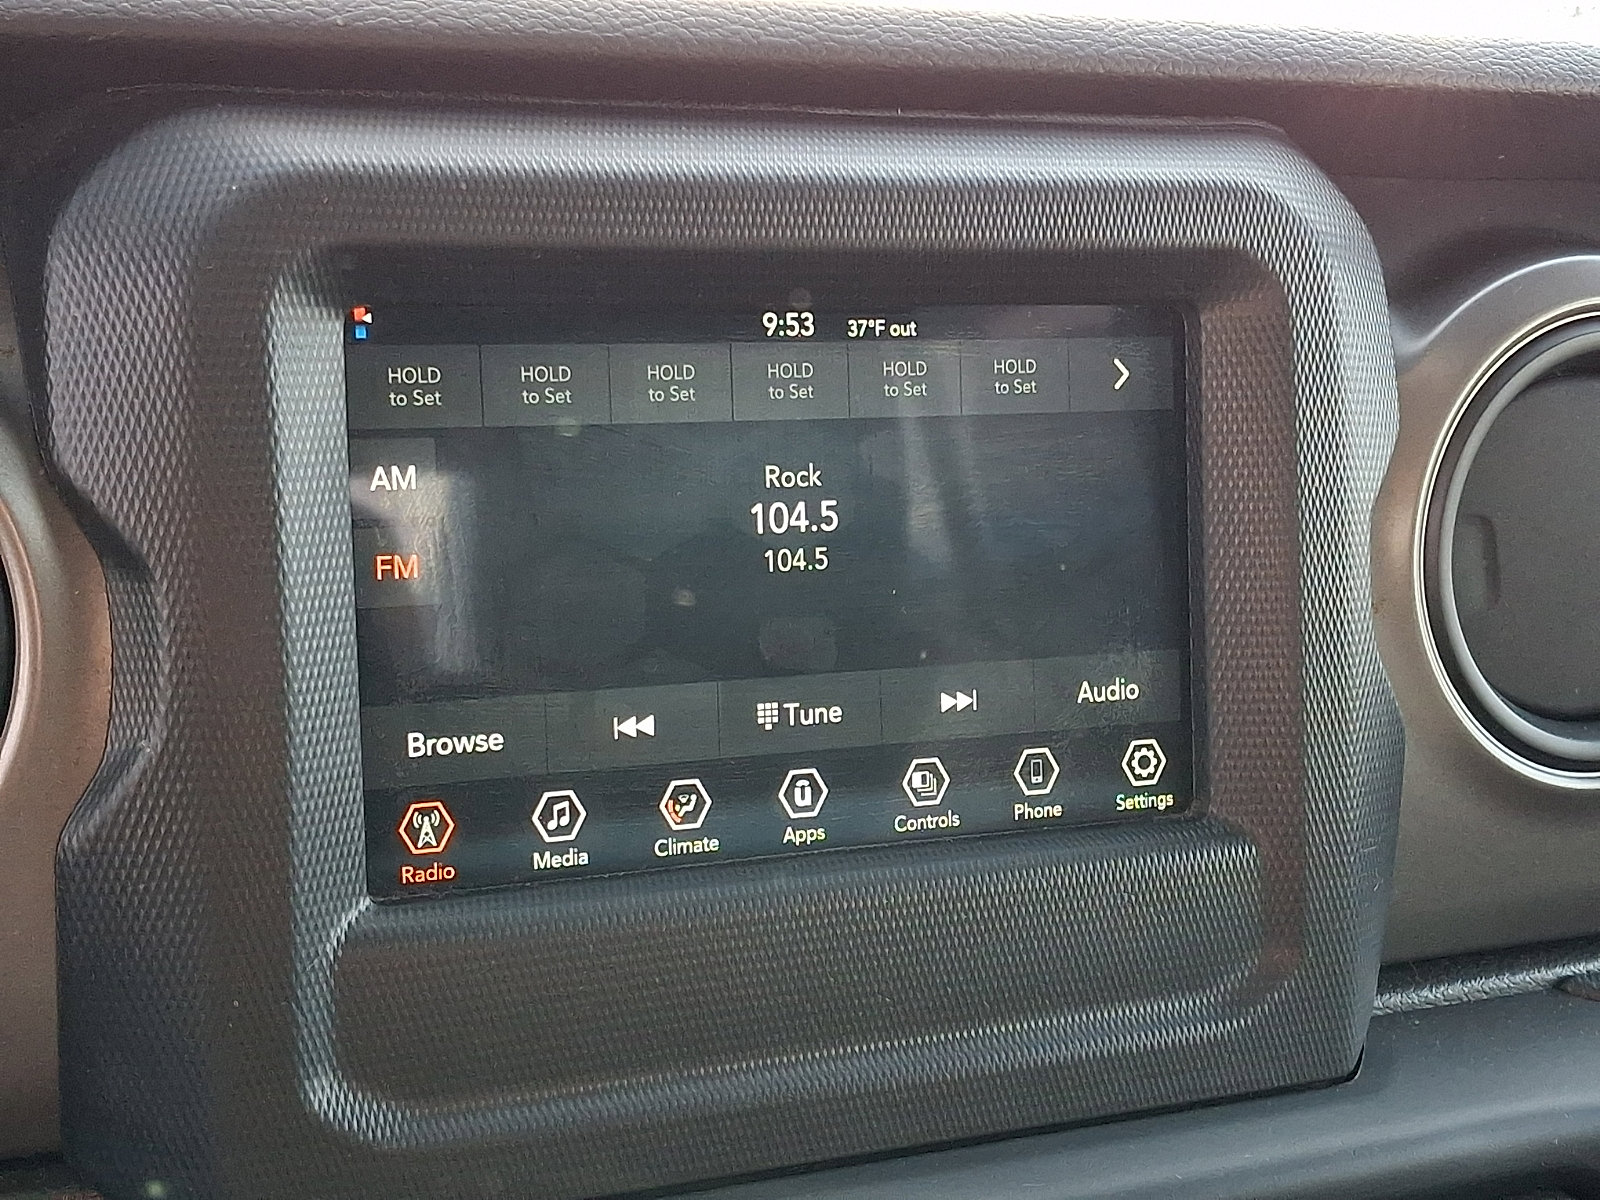 9:53 37°F out
HOLD HOLD HOLD HOLD HOLD HOLD
to Set to Set to Set to Set to Set to Set
AM
Rock
104.5
FM
104.5
Browse Tune Audio
Radio Media Climate Apps Controls Phone Settings